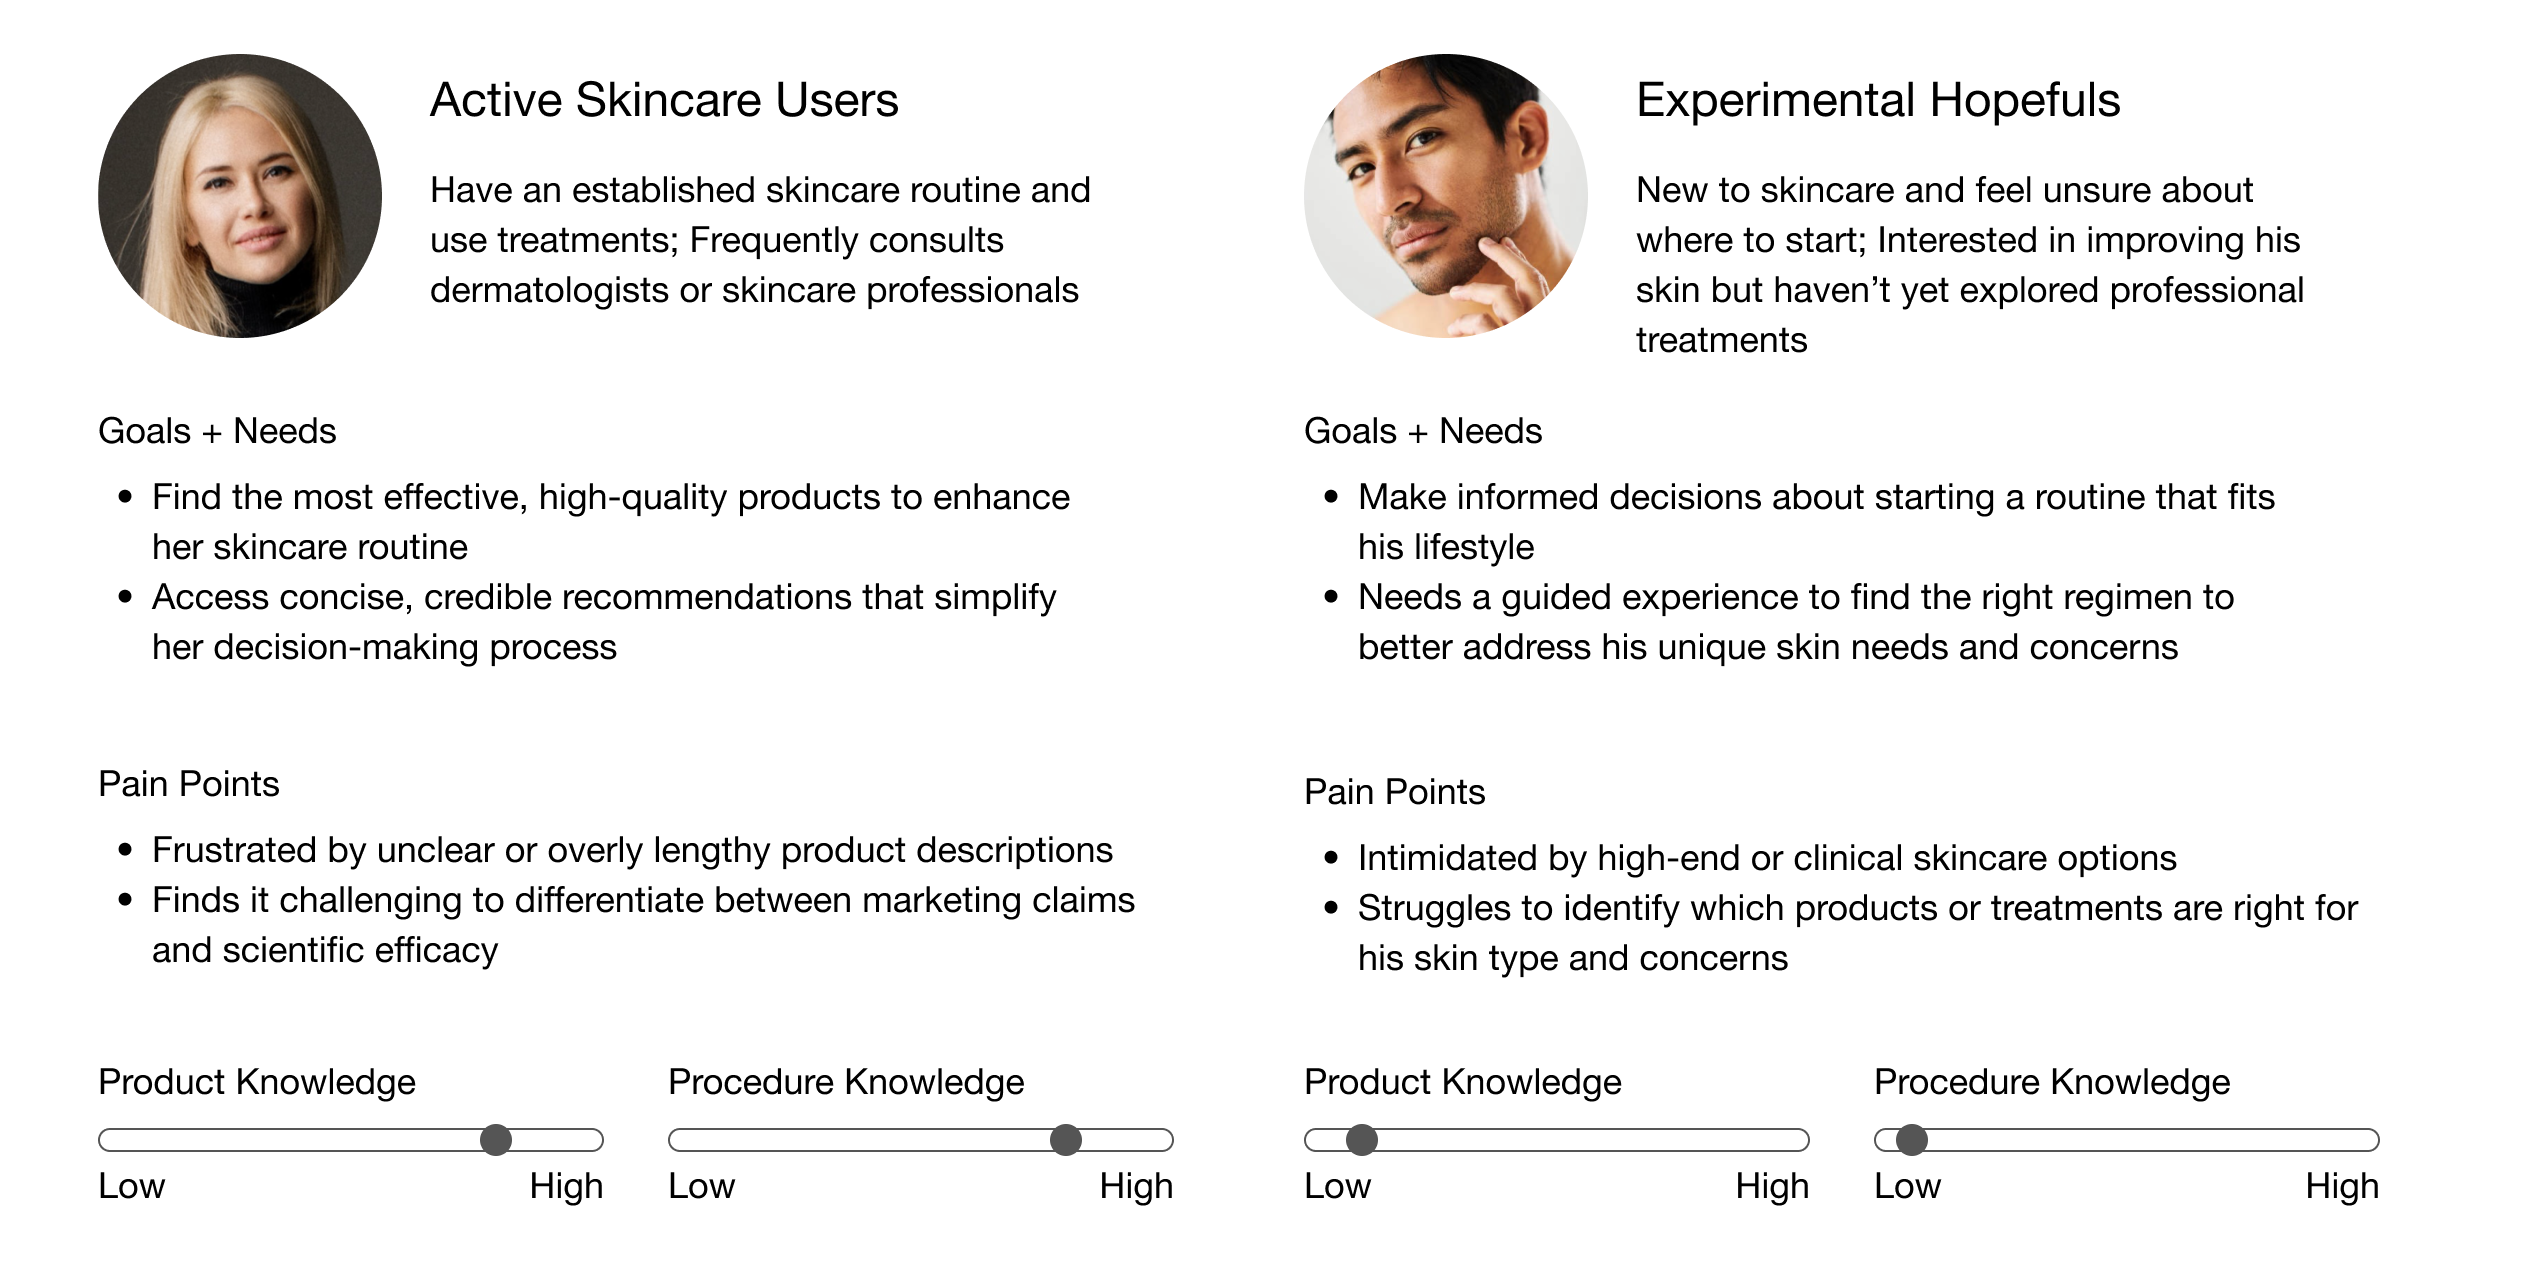 Active Skincare Users
Have an established skincare routine and
use treatments; Frequently consults
dermatologists or skincare professionals
Goals + Needs
• Find the most effective, high-quality products to enhance
her skincare routine
• Access concise, credible recommendations that simplify
her decision-making process
Pain Points
• Frustrated by unclear or overly lengthy product descriptions
• Finds it challenging to differentiate between marketing claims
and scientific efficacy
Product Knowledge
Low High
Procedure Knowledge
Low High
Experimental Hopefuls
New to skincare and feel unsure about
where to start; Interested in improving his
skin but haven’t yet explored professional
treatments
Goals + Needs
• Make informed decisions about starting a routine that fits
his lifestyle
• Needs a guided experience to find the right regimen to
better address his unique skin needs and concerns
Pain Points
• Intimidated by high-end or clinical skincare options
• Struggles to identify which products or treatments are right for
his skin type and concerns
Product Knowledge
Low High
Procedure Knowledge
Low High